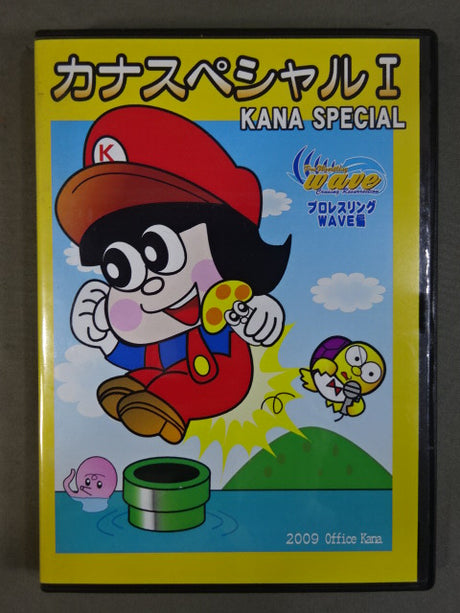 カナスペシャルI
KANA SPECIAL
wave
プロレスリング
WAVE編
K
2009 Office Kana